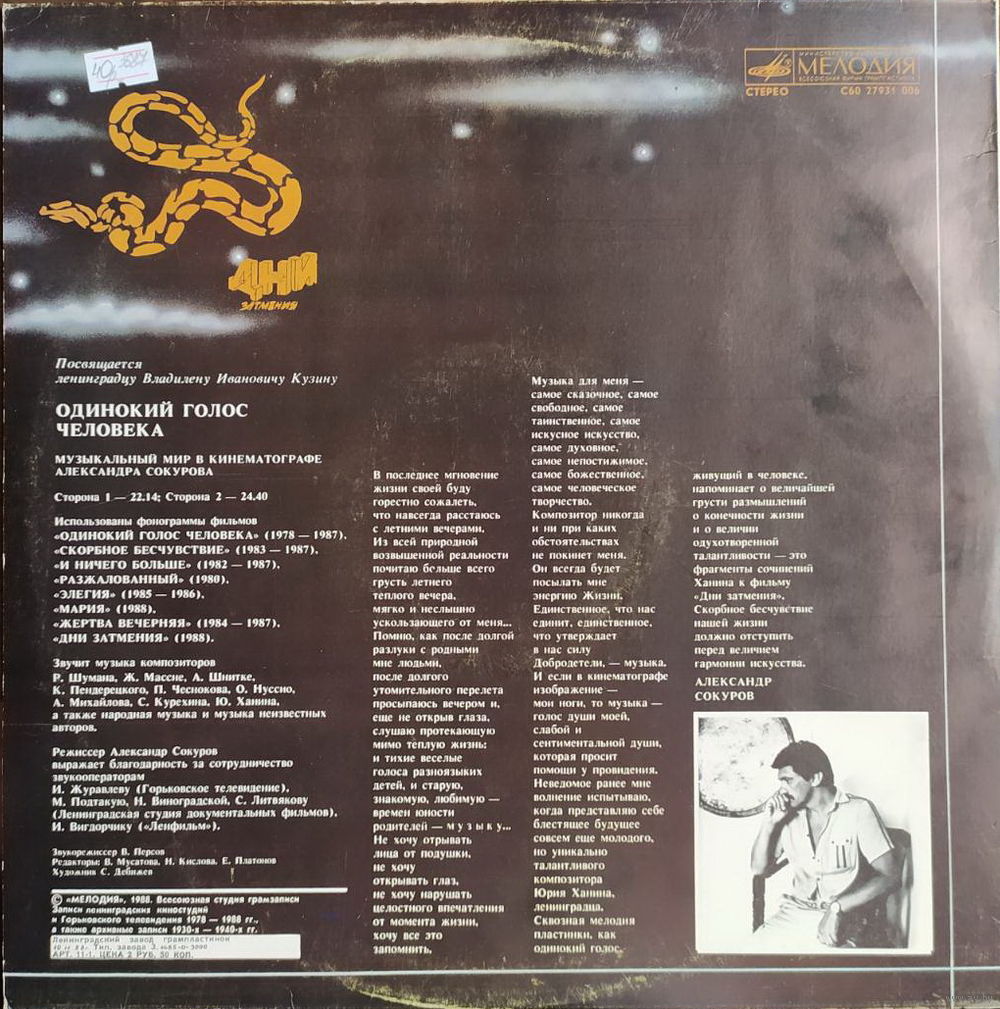 МЕЛОДИЯ
ВСЕСОЮЗНАЯ ФИРМА ГРАМПЛАСТИНОК
СТЕРЕО С60 27931 006
ДНИ
ЗАТМЕНИЯ
Посвящается
ленинградцу Владилену Ивановичу Кузину
ОДИНОКИЙ ГОЛОС
ЧЕЛОВЕКА
МУЗЫКАЛЬНЫЙ МИР В КИНЕМАТОГРАФЕ
АЛЕКСАНДРА СОКУРОВА
Сторона 1 — 22.14; Сторона 2 — 24.40
Использованы фонограммы фильмов
«ОДИНОКИЙ ГОЛОС ЧЕЛОВЕКА» (1978 — 1987),
«СКОРБНОЕ БЕСЧУВСТВИЕ» (1983 — 1987),
«И НИЧЕГО БОЛЬШЕ» (1982 — 1987),
«РАЗЖАЛОВАННЫЙ» (1980),
«ЭЛЕГИЯ» (1985 — 1986),
«МАРИЯ» (1988),
«ЖЕРТВА ВЕЧЕРНЯЯ» (1984 — 1987),
«ДНИ ЗАТМЕНИЯ» (1988).
Звучит музыка композиторов
Р. Шумана, Ж. Массне, А. Шнитке,
К. Пендерецкого, П. Чеснокова, О. Нуссио,
А. Михайлова, С. Курехина, Ю. Ханина,
а также народная музыка и музыка неизвестных
авторов.
Режиссер Александр Сокуров
выражает благодарность за сотрудничество
звукооператорам
И. Журавлеву (Горьковское телевидение),
М. Подтакую, Н. Виноградской, С. Литвякову
(Ленинградская студия документальных фильмов),
И. Вигдорчику («Ленфильм»).
Звукорежиссер В. Персов
Редакторы: В. Мусатова, Н. Кислова, Е. Платонов
Художник С. Дебижев
© «МЕЛОДИЯ», 1988. Всесоюзная студия грамзаписи
Записи ленинградских киностудий
и Горьковского телевидения 1978 — 1988 гг.,
а также архивные записи 1930-х — 1940-х гг.
Ленинградский завод грампластинок
Тип. завода
АРТ. 11-1. ЦЕНА 2 РУБ. 50 КОП.
В последнее мгновение
жизни своей буду
горестно сожалеть,
что навсегда расстаюсь
с летними вечерами.
Из всей природной
возвышенной реальности
почитаю больше всего
грусть летнего
теплого вечера,
мягко и неслышно
ускользающего от меня...
Помню, как после долгой
разлуки с родными
мне людьми,
после долгого
утомительного перелета
просыпаюсь вечером и,
еще не открыв глаза,
слушаю протекающую
мимо тёплую жизнь:
и тихие веселые
голоса разноязыких
детей, и старую,
знакомую, любимую —
времен юности
родителей — м у з ы к у...
Не хочу отрывать
лица от подушки,
не хочу
открывать глаз,
не хочу нарушать
целостного впечатления
от момента жизни,
хочу все это
запомнить,
Музыка для меня —
самое сказочное, самое
свободное, самое
таинственное, самое
искусное искусство,
самое духовное,
самое непостижимое,
самое божественное,
самое человеческое
творчество.
Композитор никогда
и ни при каких
обстоятельствах
не покинет меня.
Он всегда будет
посылать мне
энергию Жизни.
Единственное, что нас
единит, единственное,
что утверждает
в нас силу
Добродетели, — музыка.
И если в кинематографе
изображение —
мои ноги, то музыка —
голос души моей,
слабой и
сентиментальной души,
которая просит
помощи у провидения.
Неведомое ранее мне
волнение испытываю,
когда представляю себе
блестящее будущее
совсем еще молодого,
но уникально
талантливого
композитора
Юрия Ханина,
ленинградца.
Сквозная мелодия
пластинки, как
одинокий голос,
живущий в человеке,
напоминает о величайшей
грусти размышлений
о конечности жизни
и о величии
одухотворенной
талантливости — это
фрагменты сочинений
Ханина к фильму
«Дни затмения».
Скорбное бесчувствие
нашей жизни
должно отступить
перед величием
гармонии искусства.
АЛЕКСАНДР
СОКУРОВ